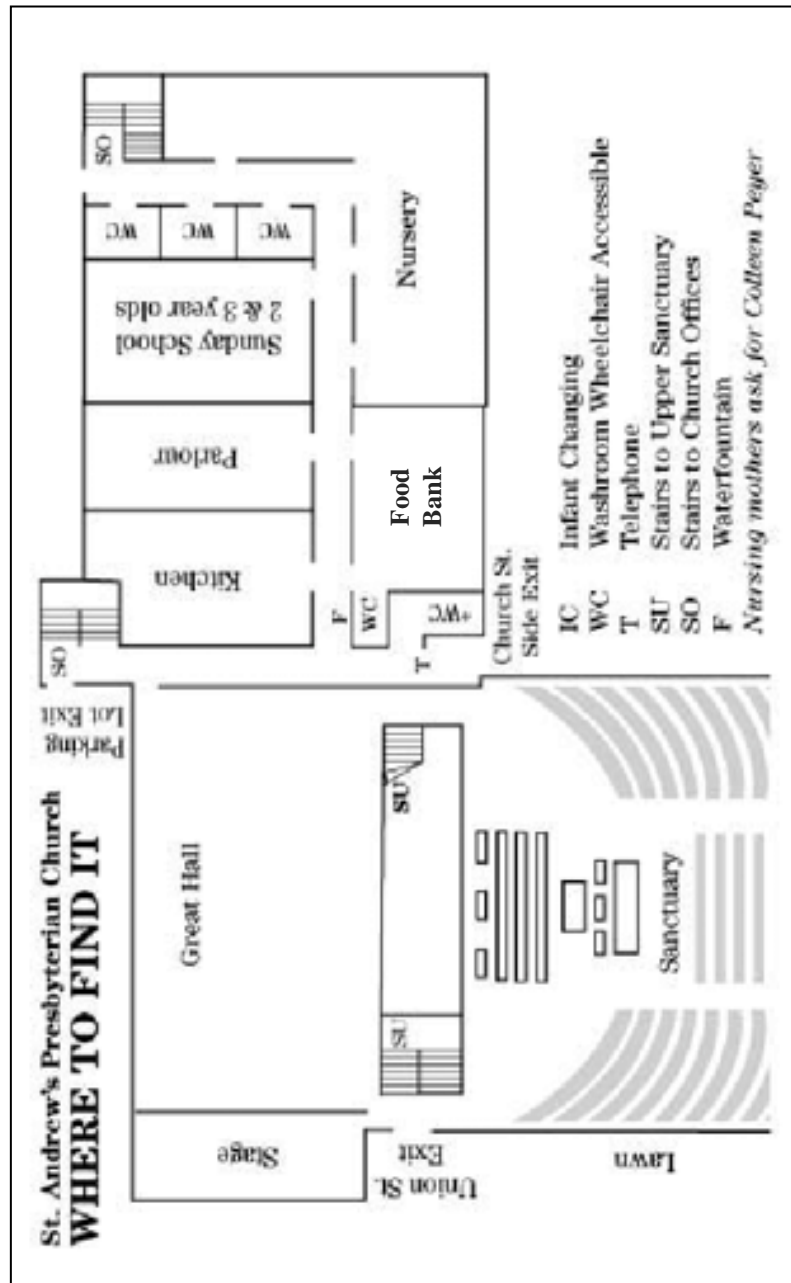 St. Andrew's Presbyterian Church
WHERE TO FIND IT
Parking
Lot Exit
SO
SO
Great Hall
Stage
Union St.
Exit
Lawn
SU
SU
Sanctuary
Kitchen
Parlour
Sunday School
2 & 3 year olds
WC
WC
WC
F
WC
T
*WC
Food
Bank
Nursery
Church St.
Side Exit
IC Infant Changing
WC Washroom Wheelchair Accessible
T Telephone
SU Stairs to Upper Sanctuary
SO Stairs to Church Offices
F Waterfountain
Nursing mothers ask for Colleen Peyer